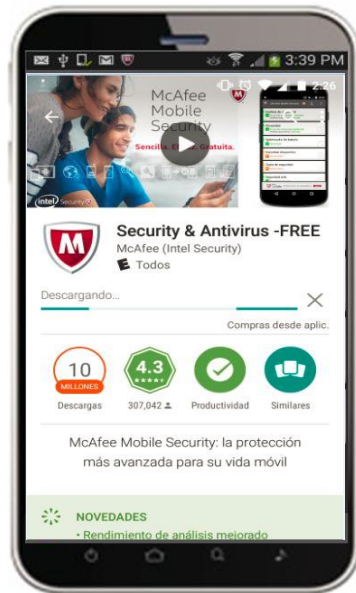 3:39 PM
2:26
McAfee
Mobile
Security
Sencilla. Eficaz. Gratuita.
intel Security
M
Security & Antivirus -FREE
McAfee (Intel Security)
E Todos
Descargando...
Compras desde aplic.
10
MILLONES
4.3
Descargas
307,042
Productividad
Similares
McAfee Mobile Security: la protección
más avanzada para su vida móvil
NOVEDADES
• Rendimiento de análisis mejorado